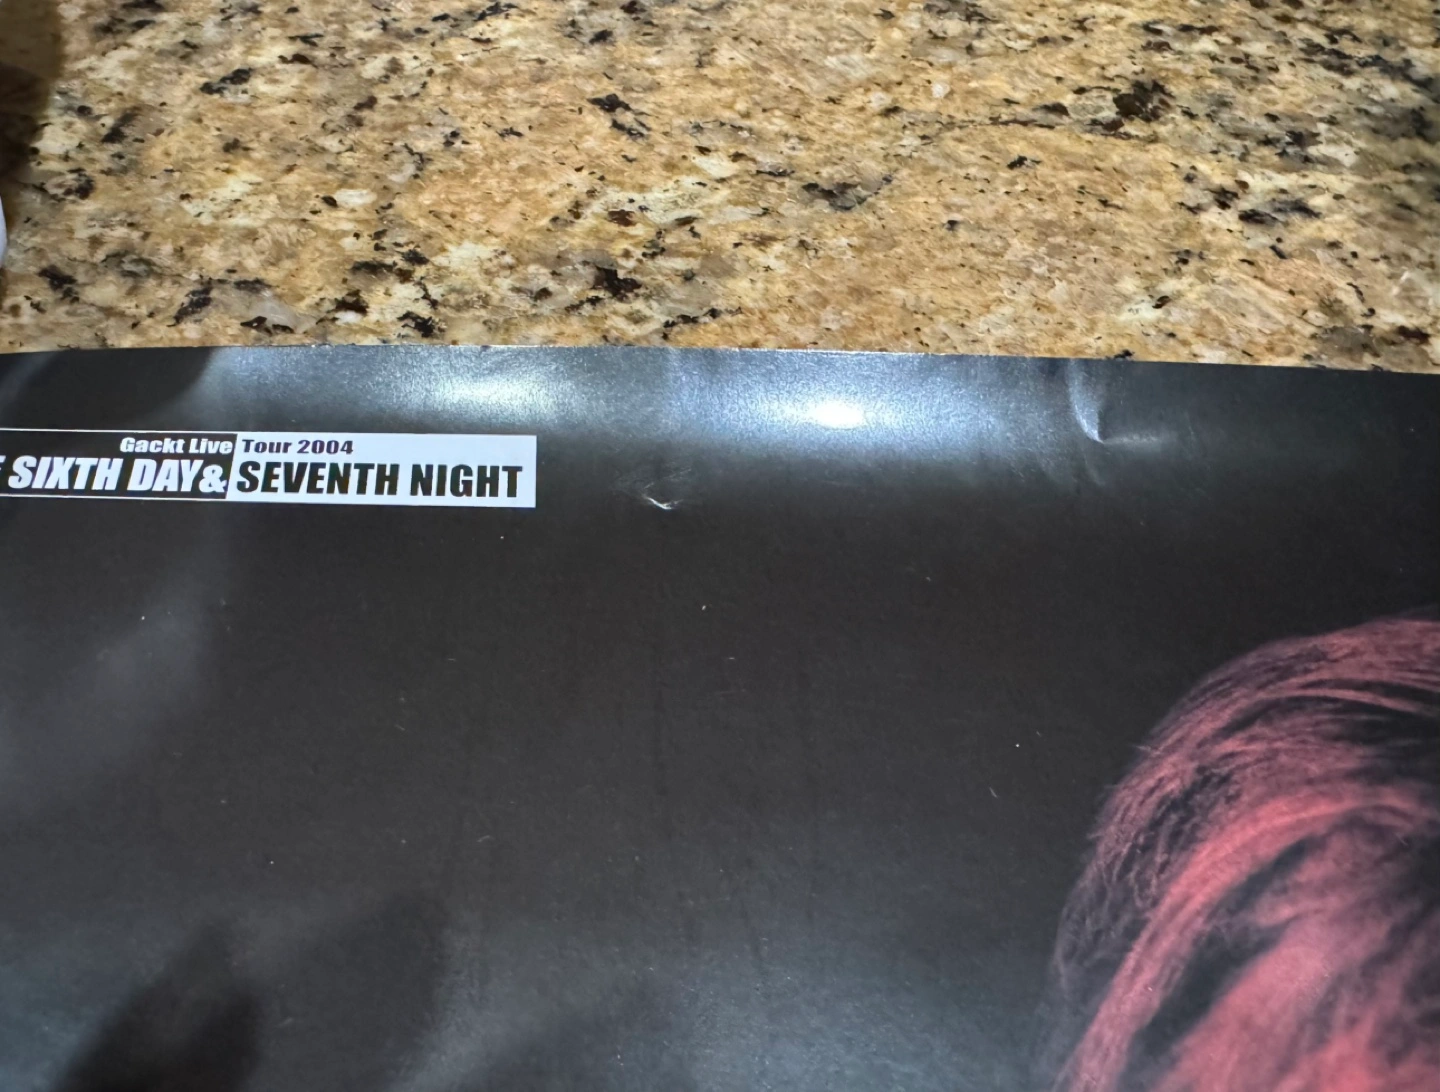 Gackt Live Tour 2004
SIXTH DAY& SEVENTH NIGHT